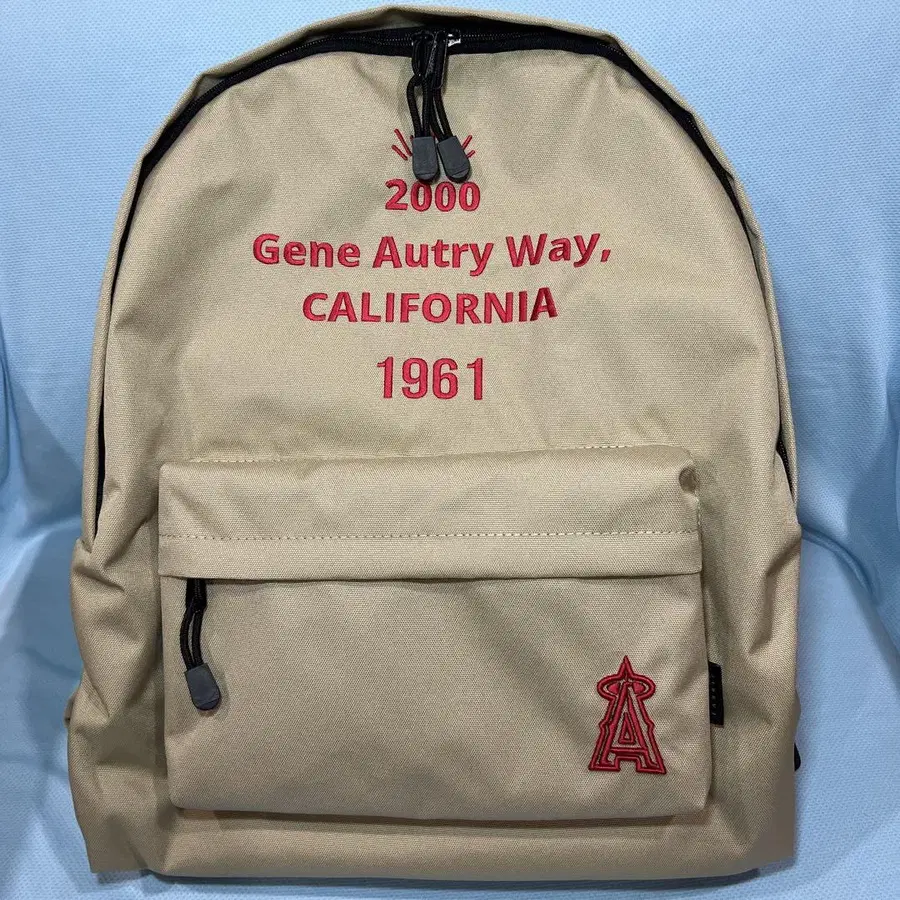 2000
Gene Autry Way,
CALIFORNIA
1961
A